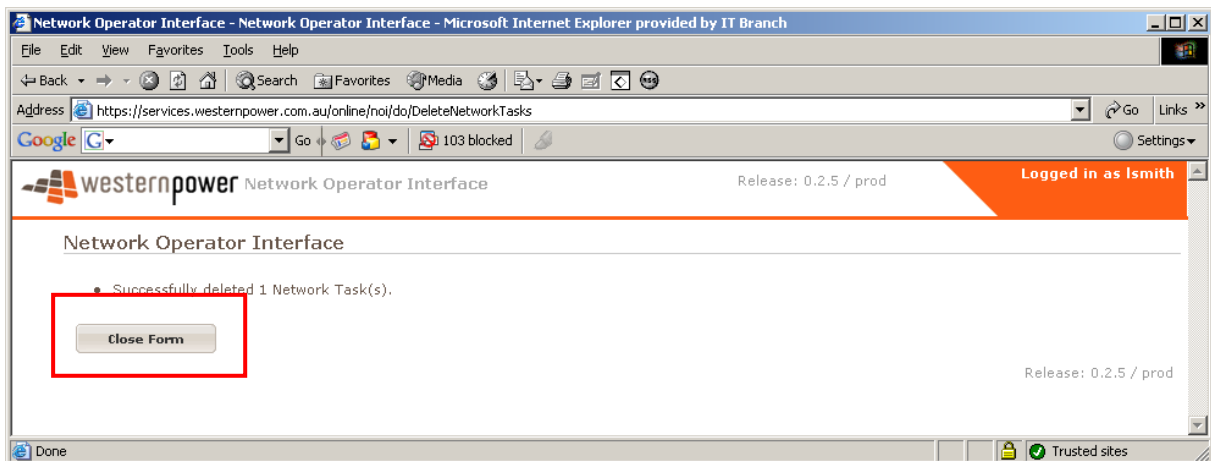 Network Operator Interface - Network Operator Interface - Microsoft Internet Explorer provided by IT Branch
File Edit View Favorites Tools Help
Back Search Favorites Media
Address https://services.westernpower.com.au/online/noi/do/DeleteNetworkTasks Go Links »
Google G Go 103 blocked Settings
westernpower Network Operator Interface Release: 0.2.5 / prod Logged in as lsmith
Network Operator Interface
• Successfully deleted 1 Network Task(s).
Close Form
Release: 0.2.5 / prod
Done Trusted sites